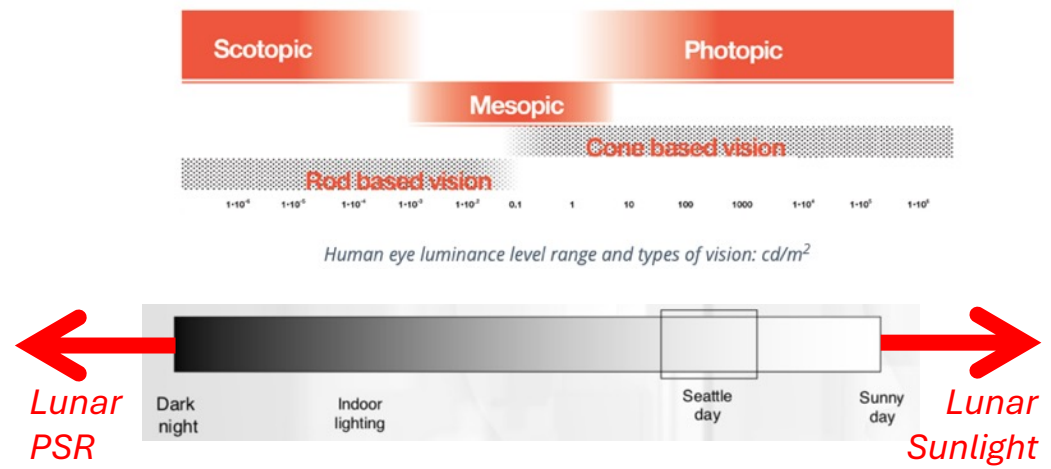 Scotopic Photopic
Mesopic
Cone based vision
Rod based vision
1·10⁻⁶ 1·10⁻⁵ 1·10⁻⁴ 1·10⁻³ 1·10⁻² 0.1 1 10 100 1000 1·10⁴ 1·10⁵ 1·10⁶
Human eye luminance level range and types of vision: cd/m²
Lunar
PSR
Dark
night
Indoor
lighting
Seattle
day
Sunny
day
Lunar
Sunlight